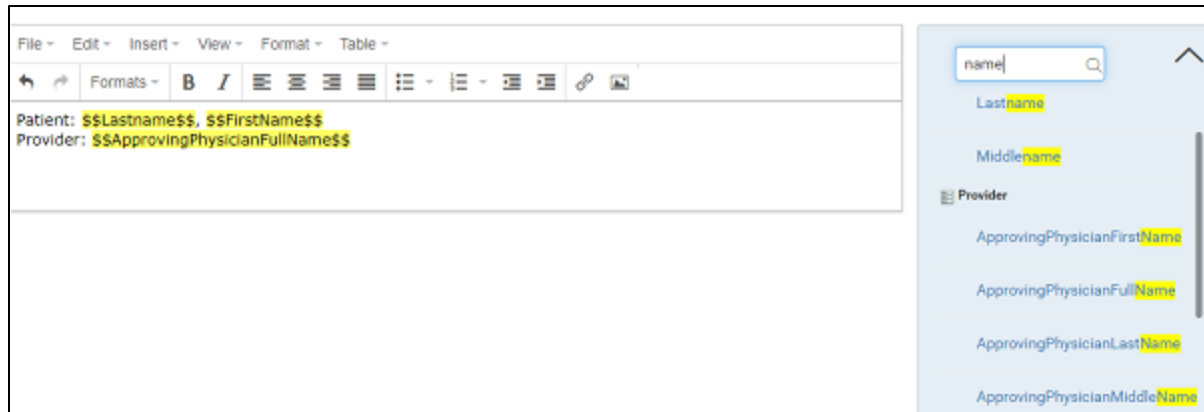 File Edit Insert View Format Table
Formats B I
Patient: $$Lastname$$, $$FirstName$$
Provider: $$ApprovingPhysicianFullName$$
name
Lastname
Middlename
Provider
ApprovingPhysicianFirstName
ApprovingPhysicianFullName
ApprovingPhysicianLastName
ApprovingPhysicianMiddleName